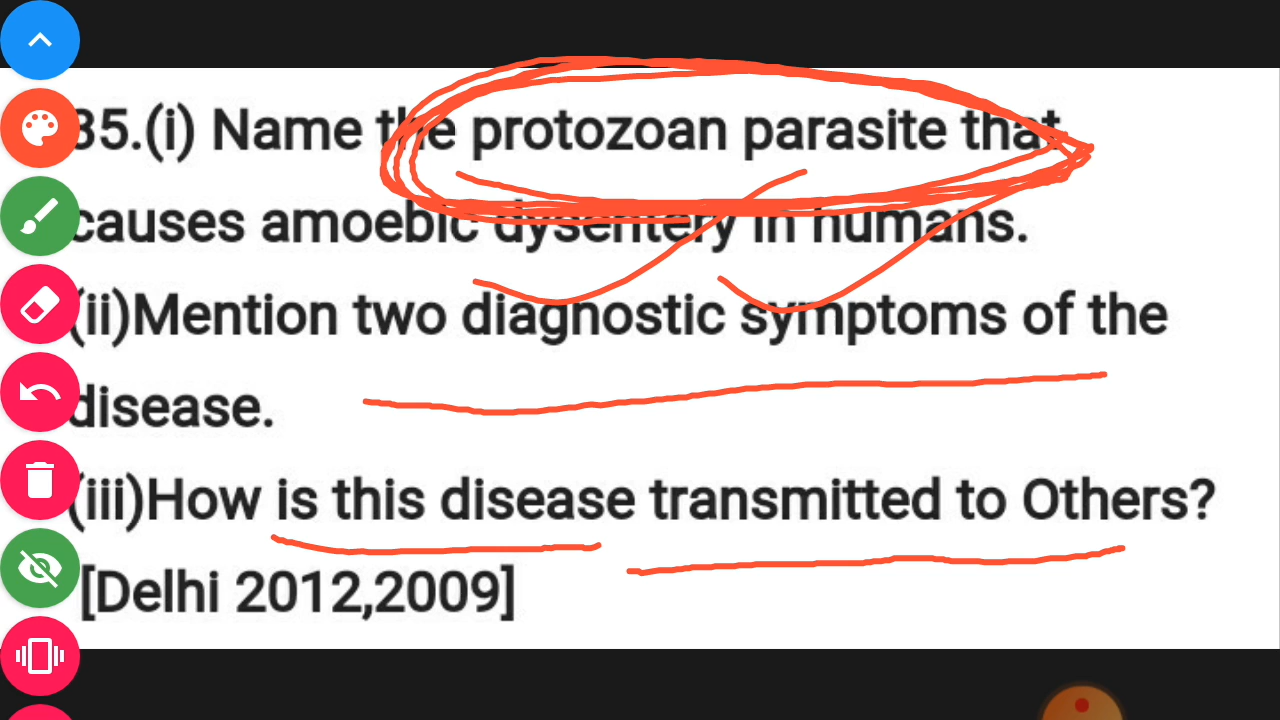 35.(i) Name the protozoan parasite that
causes amoebic dysentery in humans.
(ii)Mention two diagnostic symptoms of the
disease.
(iii)How is this disease transmitted to Others?
[Delhi 2012,2009]